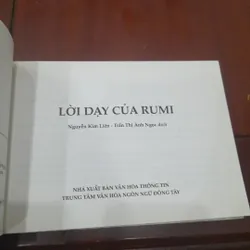 LỜI DẠY CỦA RUMI
Nguyễn Kim Liên - Trần Thị Anh Ngọc dịch
NHÀ XUẤT BẢN VĂN HÓA THÔNG TIN
TRUNG TÂM VĂN HÓA NGÔN NGỮ ĐÔNG TÂY